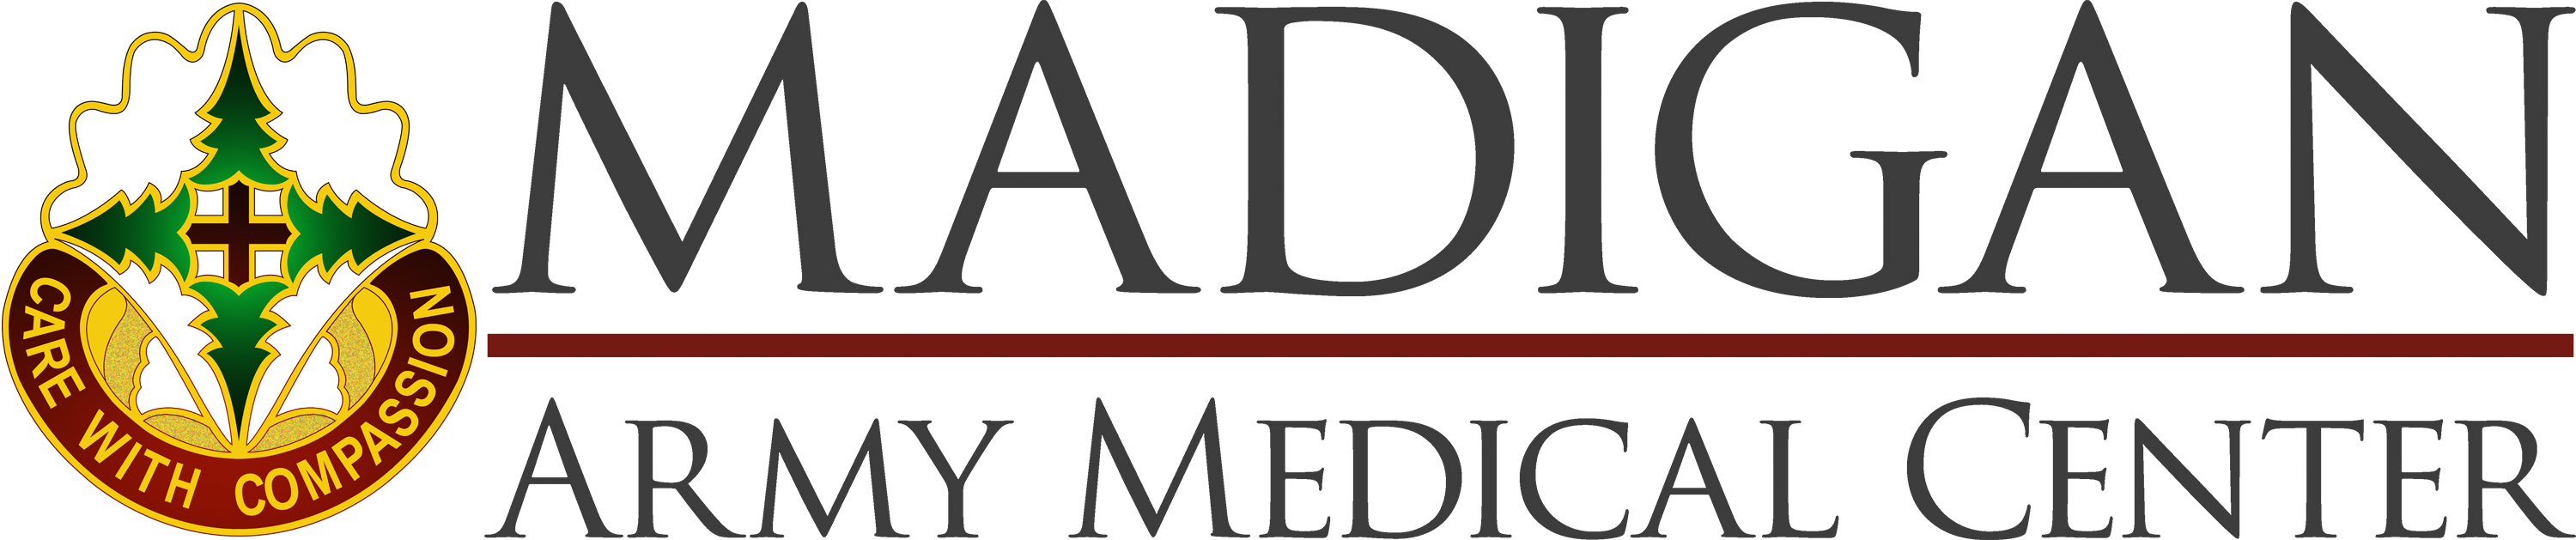 CARE WITH COMPASSION
MADIGAN
ARMY MEDICAL CENTER